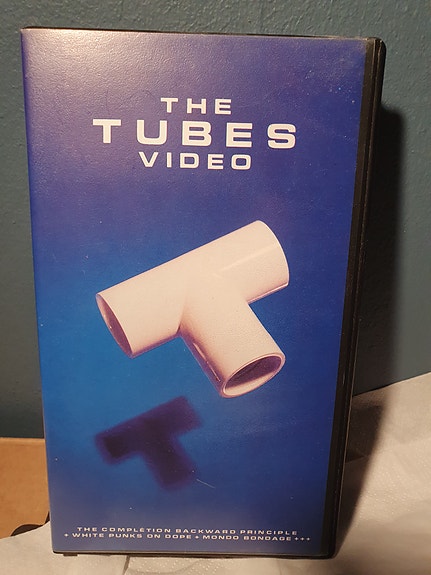 THE
TUBES
VIDEO
THE COMPLETION BACKWARD PRINCIPLE
+ WHITE PUNKS ON DOPE + MONDO BONDAGE +++